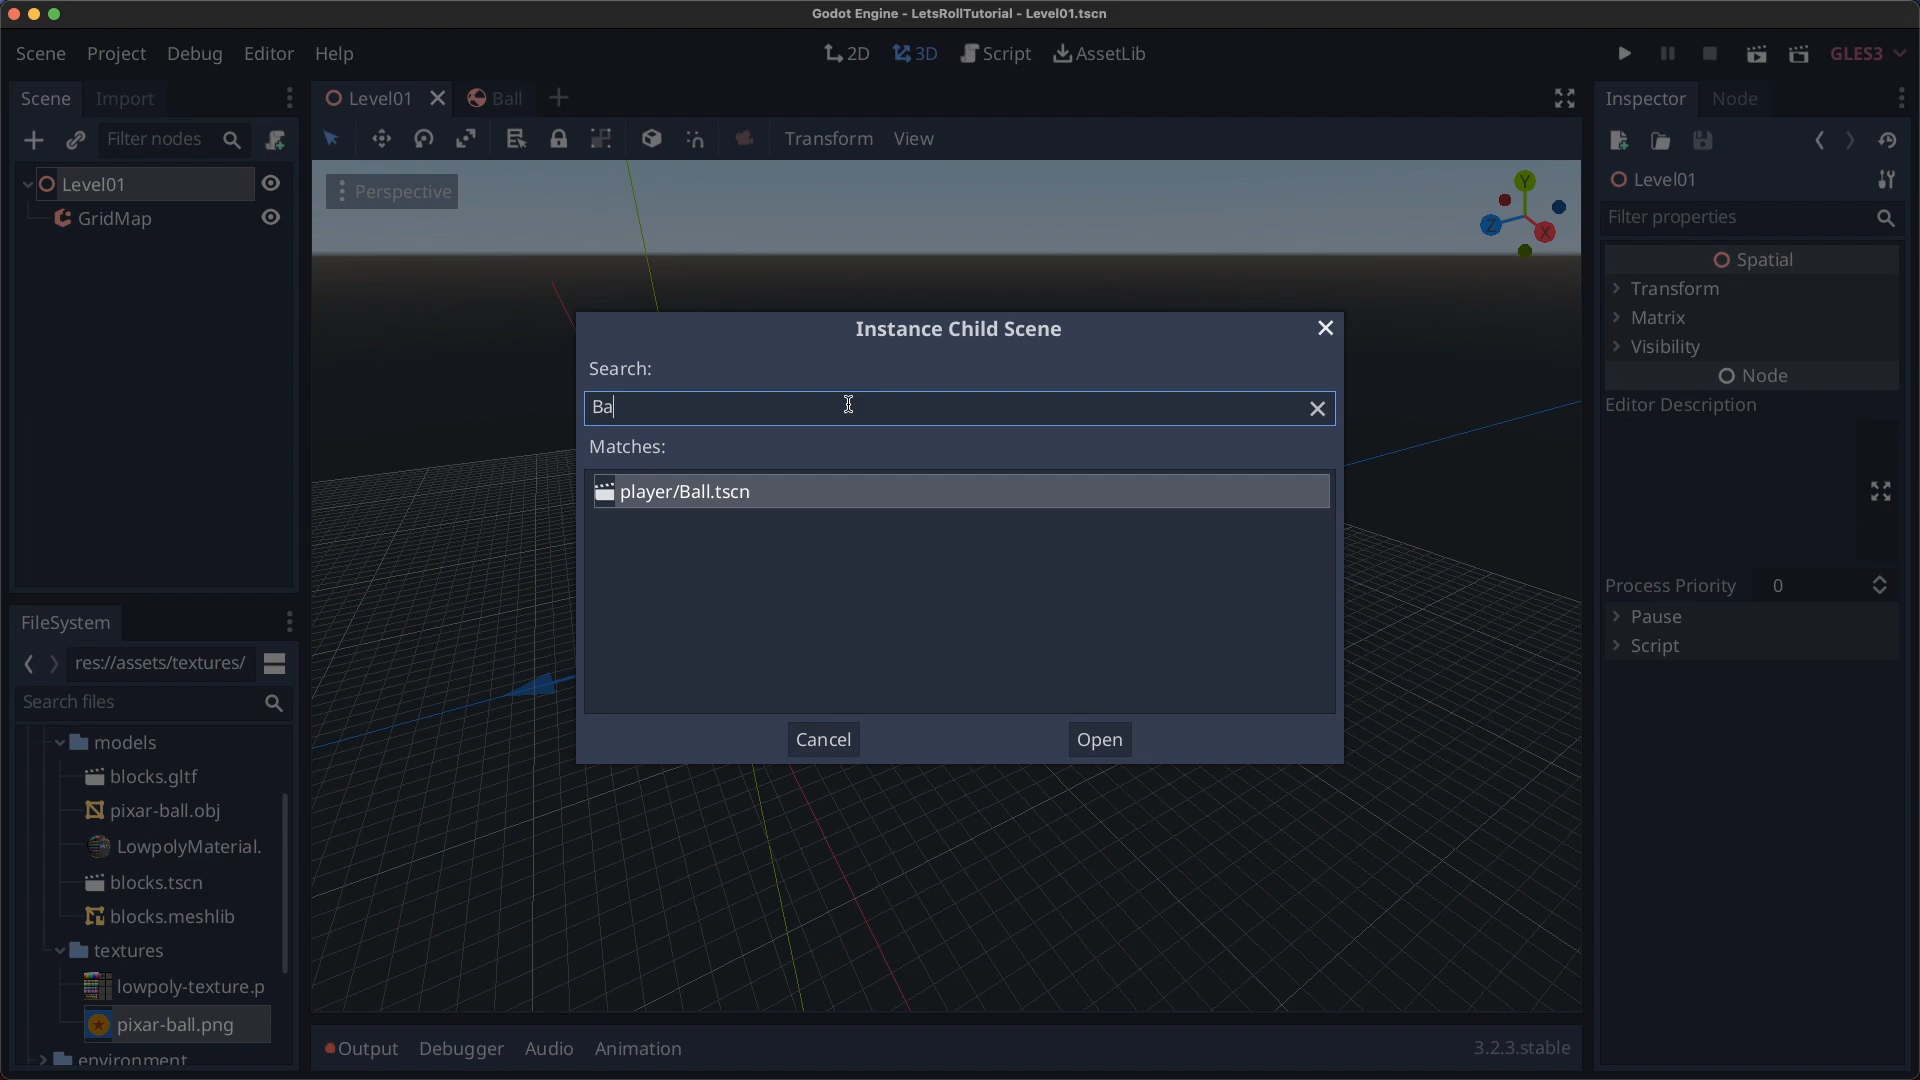 Godot Engine - LetsRollTutorial - Level01.tscn
Scene Project Debug Editor Help
2D 3D Script AssetLib
GLES3
Scene Import
Level01 Ball
Inspector Node
Filter nodes
Transform View
Level01
GridMap
Perspective
Y
Z
X
Level01
Filter properties
Spatial
Transform
Matrix
Visibility
Node
Editor Description
Process Priority 0
Pause
Script
Instance Child Scene
Search:
Ba
Matches:
player/Ball.tscn
Cancel Open
FileSystem
res://assets/textures/
Search files
models
blocks.gltf
pixar-ball.obj
LowpolyMaterial.
blocks.tscn
blocks.meshlib
textures
lowpoly-texture.p
pixar-ball.png
environment
Output Debugger Audio Animation
3.2.3.stable